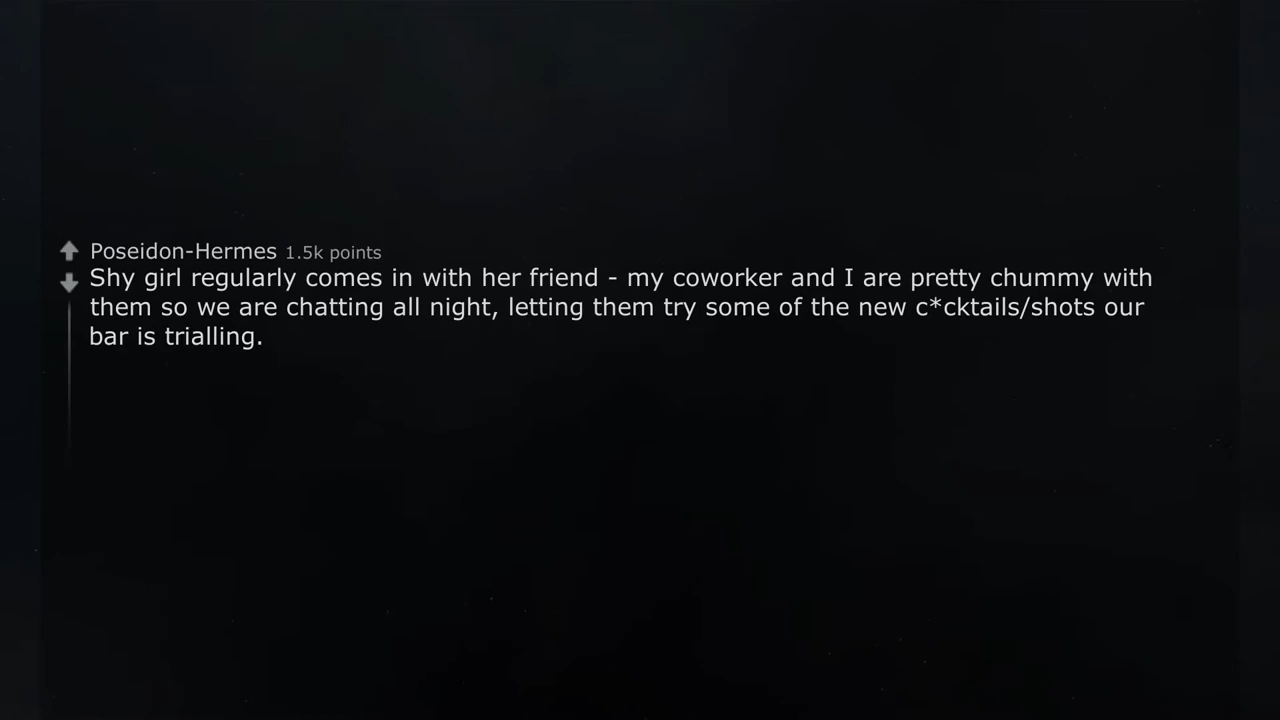 Poseidon-Hermes 1.5k points
Shy girl regularly comes in with her friend - my coworker and I are pretty chummy with
them so we are chatting all night, letting them try some of the new c*cktails/shots our
bar is trialling.